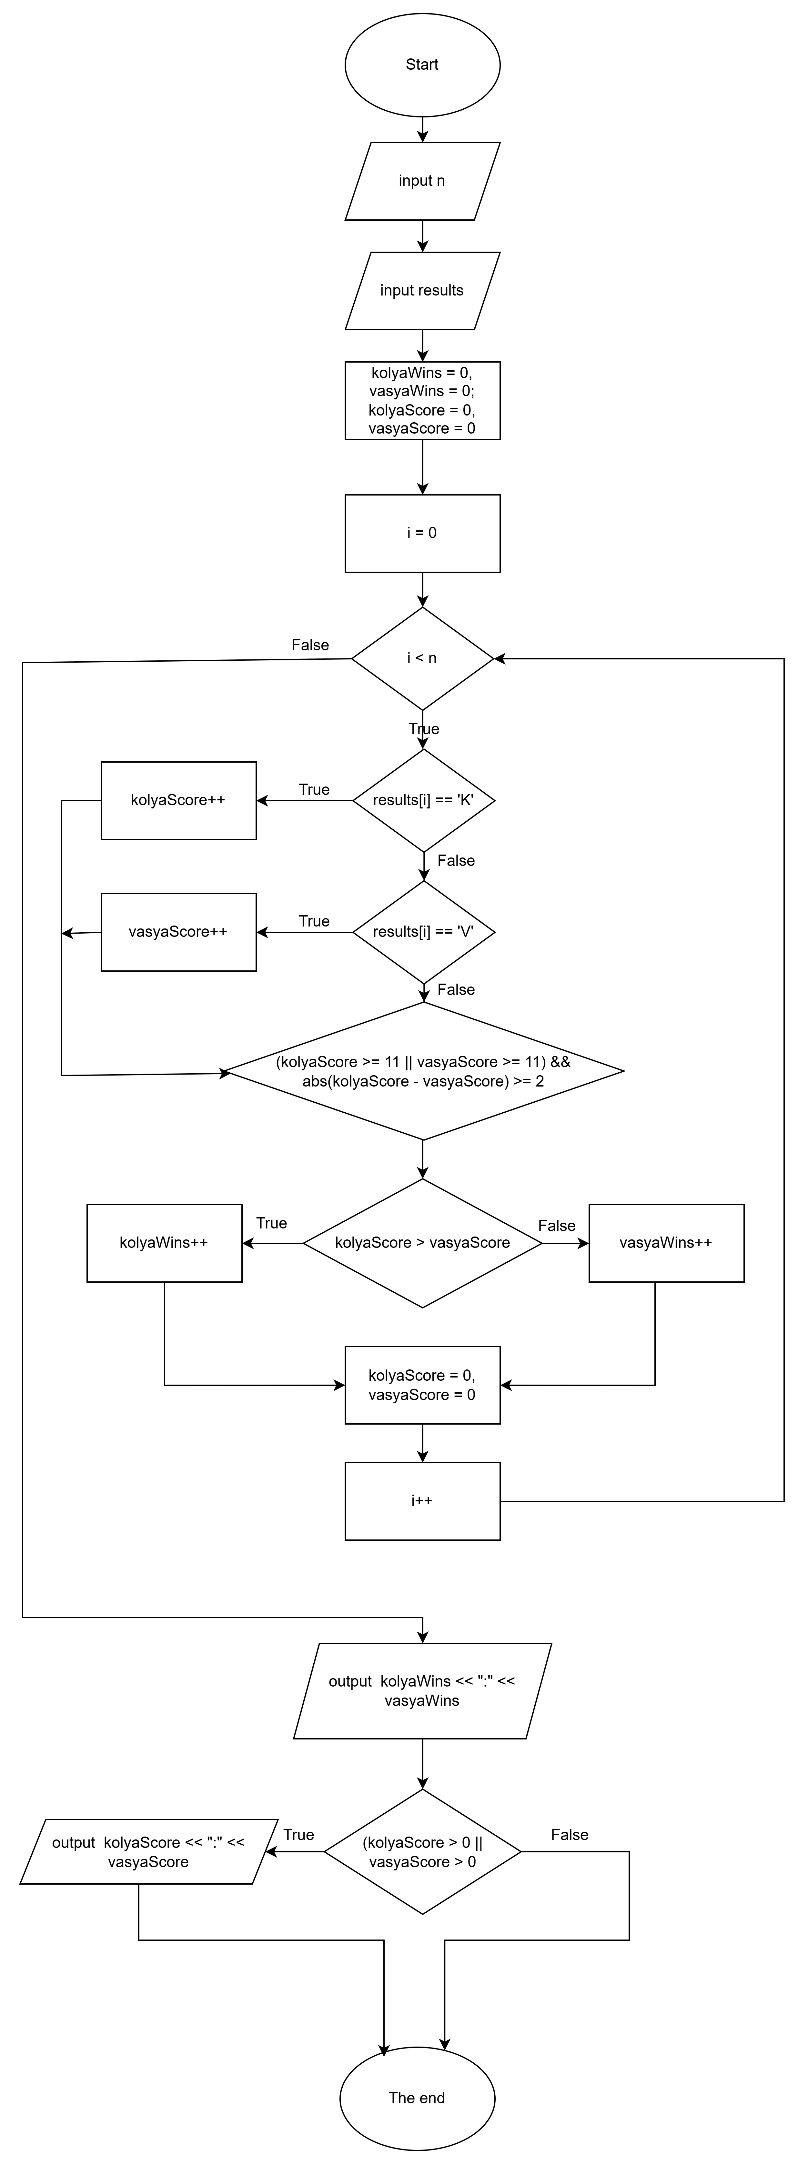 Start
input n
input results
kolyaWins = 0,
vasyaWins = 0;
kolyaScore = 0,
vasyaScore = 0
i = 0
False
i < n
True
kolyaScore++
True
results[i] == 'K'
False
vasyaScore++
True
results[i] == 'V'
False
(kolyaScore >= 11 || vasyaScore >= 11) &&
abs(kolyaScore - vasyaScore) >= 2
kolyaWins++
True
kolyaScore > vasyaScore
False
vasyaWins++
kolyaScore = 0,
vasyaScore = 0
i++
output  kolyaWins << ":" <<
vasyaWins
output  kolyaScore << ":" <<
vasyaScore
True
(kolyaScore > 0 ||
vasyaScore > 0
False
The end